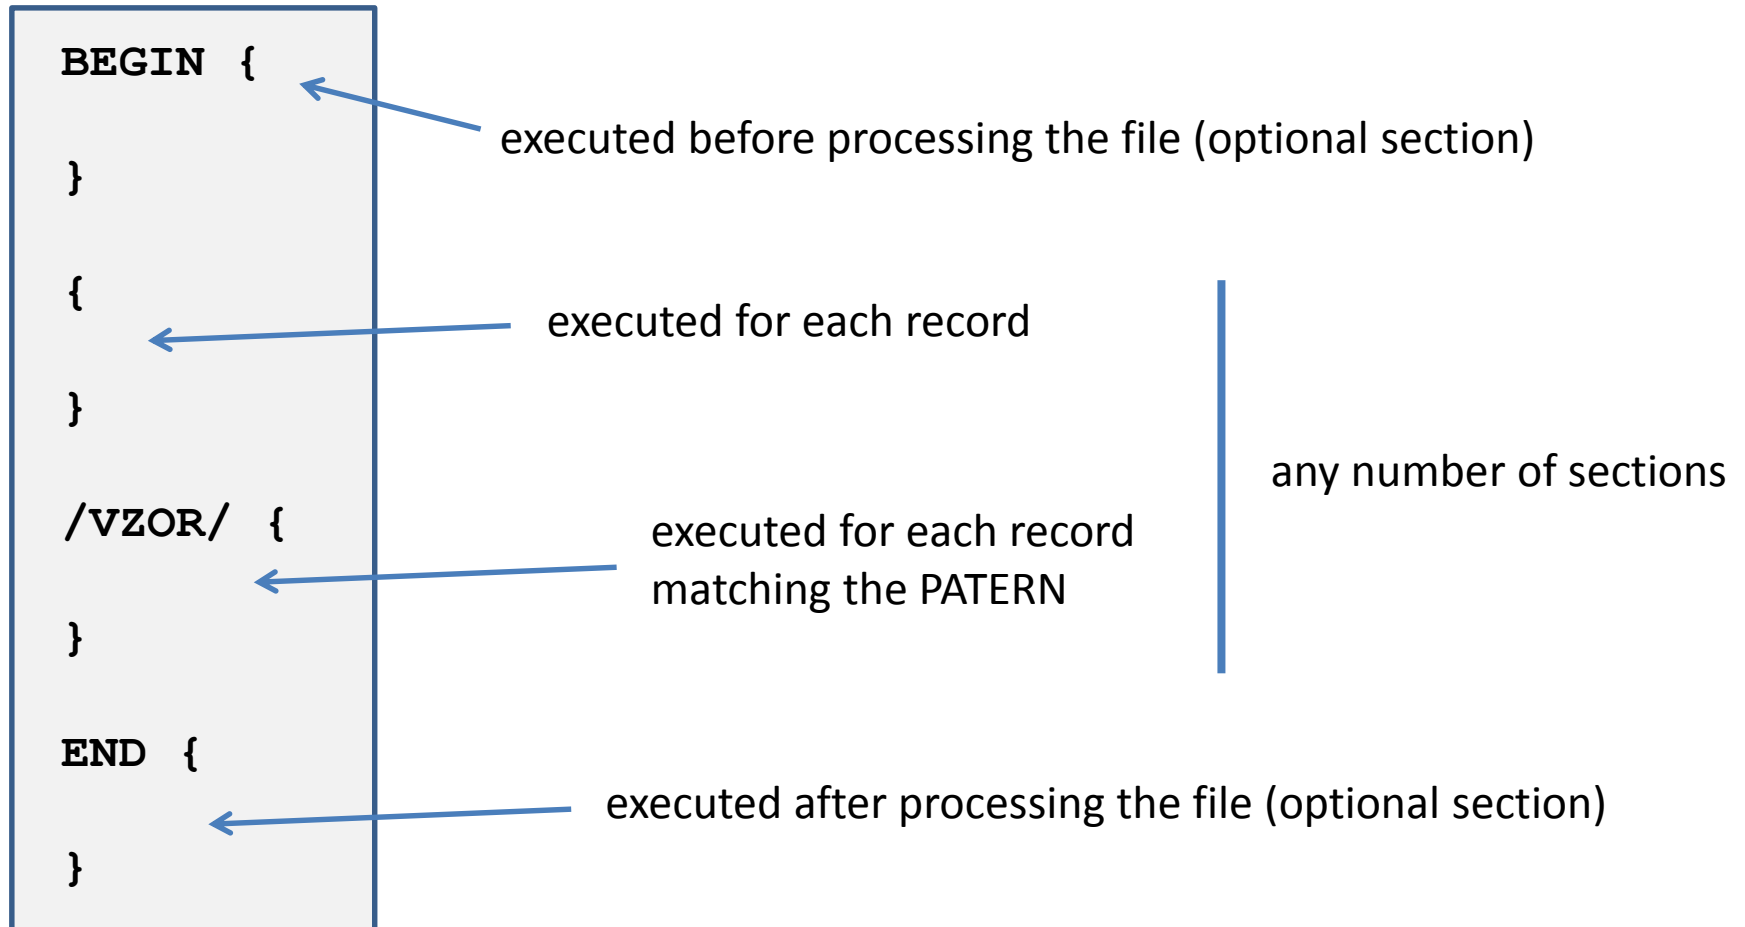 BEGIN {
executed before processing the file (optional section)
}
{
executed for each record
}
any number of sections
/VZOR/ {
executed for each record
matching the PATERN
}
END {
executed after processing the file (optional section)
}